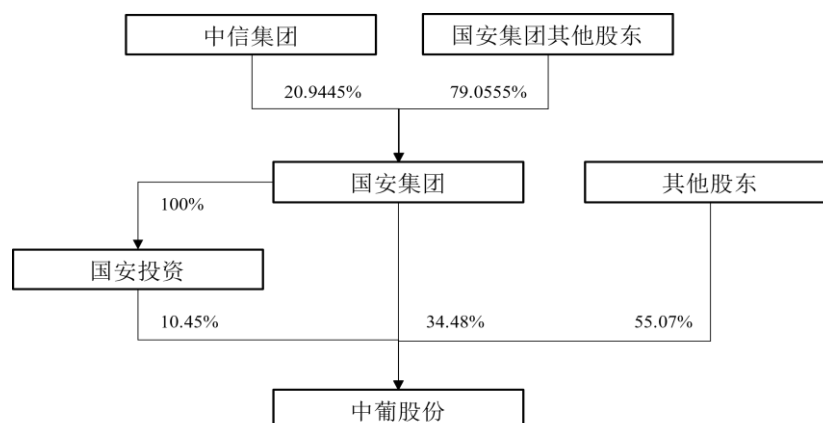 中信集团
国安集团其他股东
20.9445%
79.0555%
国安集团
其他股东
100%
国安投资
10.45%
34.48%
55.07%
中葡股份